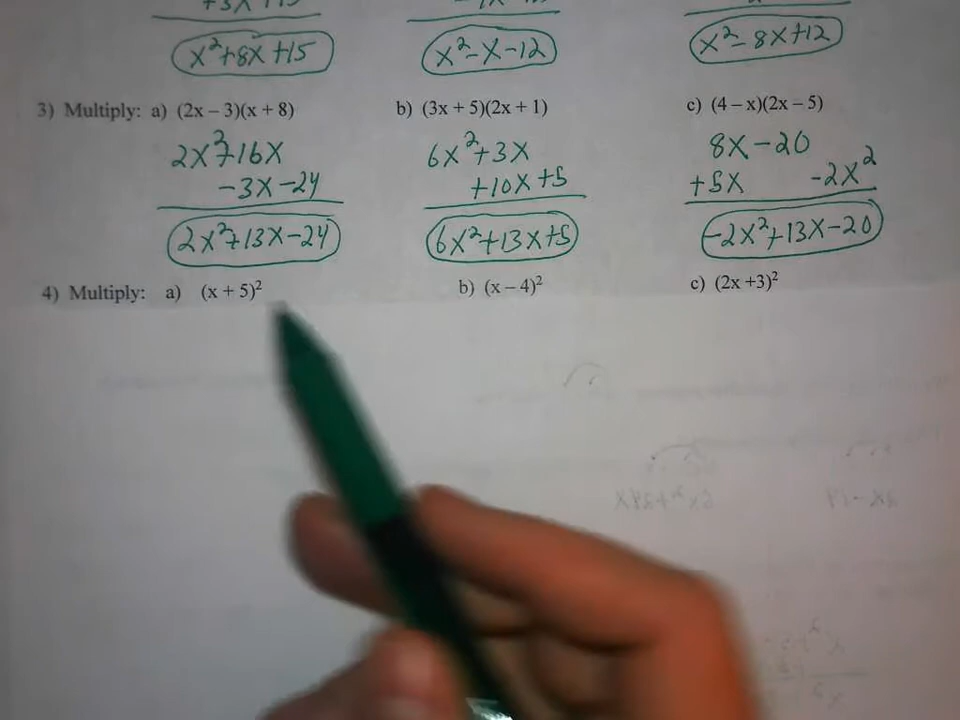 x²+8x+15 x²-x-12 x²-8x+12
3) Multiply: a) (2x – 3)(x + 8) b) (3x + 5)(2x + 1) c) (4 – x)(2x – 5)
2x²+16x 6x²+3x 8x-20
-3x-24 +10x+5 +5x -2x²
2x²+13x-24 6x²+13x+5 -2x²+13x-20
4) Multiply: a) (x + 5)² b) (x – 4)² c) (2x +3)²